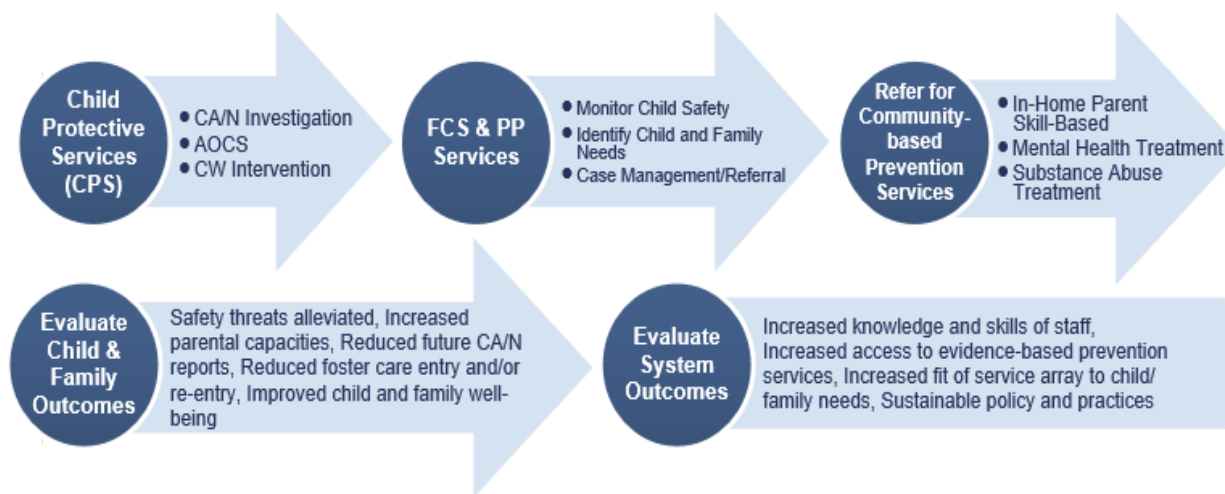 Child
Protective
Services
(CPS)
● CA/N Investigation
● AOCS
● CW Intervention
FCS & PP
Services
● Monitor Child Safety
● Identify Child and Family
Needs
● Case Management/Referral
Refer for
Community-
based
Prevention
Services
● In-Home Parent
Skill-Based
● Mental Health Treatment
● Substance Abuse
Treatment
Evaluate
Child &
Family
Outcomes
Safety threats alleviated, Increased
parental capacities, Reduced future CA/N
reports, Reduced foster care entry and/or
re-entry, Improved child and family well-
being
Evaluate
System
Outcomes
Increased knowledge and skills of staff,
Increased access to evidence-based prevention
services, Increased fit of service array to child/
family needs, Sustainable policy and practices